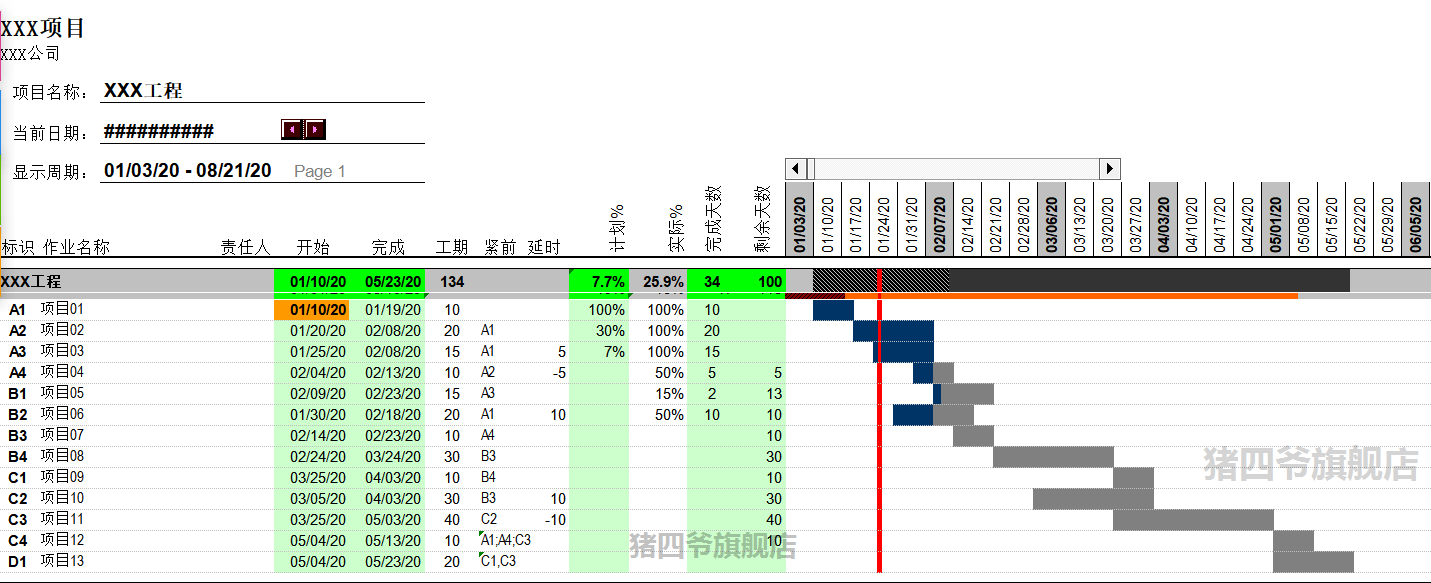 XXX项目
XXX公司
项目名称： XXX工程
当前日期： ##########
显示周期： 01/03/20 - 08/21/20 Page 1
标识 作业名称 责任人 开始 完成 工期 紧前 延时 计划% 实际% 完成天数 剩余天数 01/03/20 01/10/20 01/17/20 01/24/20 01/31/20 02/07/20 02/14/20 02/21/20 02/28/20 03/06/20 03/13/20 03/20/20 03/27/20 04/03/20 04/10/20 04/17/20 04/24/20 05/01/20 05/08/20 05/15/20 05/22/20 05/29/20 06/05/20
XXX工程 01/10/20 05/23/20 134 7.7% 25.9% 34 100
A1 项目01 01/10/20 01/19/20 10 100% 100% 10
A2 项目02 01/20/20 02/08/20 20 A1 30% 100% 20
A3 项目03 01/25/20 02/08/20 15 A1 5 7% 100% 15
A4 项目04 02/04/20 02/13/20 10 A2 -5 50% 5 5
B1 项目05 02/09/20 02/23/20 15 A3 15% 2 13
B2 项目06 01/30/20 02/18/20 20 A1 10 50% 10 10
B3 项目07 02/14/20 02/23/20 10 A4 10
B4 项目08 02/24/20 03/24/20 30 B3 30
C1 项目09 03/25/20 04/03/20 10 B4 10
C2 项目10 03/05/20 04/03/20 30 B3 10 30
C3 项目11 03/25/20 05/03/20 40 C2 -10 40
C4 项目12 05/04/20 05/13/20 10 A1;A4;C3 10
D1 项目13 05/04/20 05/23/20 20 C1,C3
猪四爷旗舰店
猪四爷旗舰店